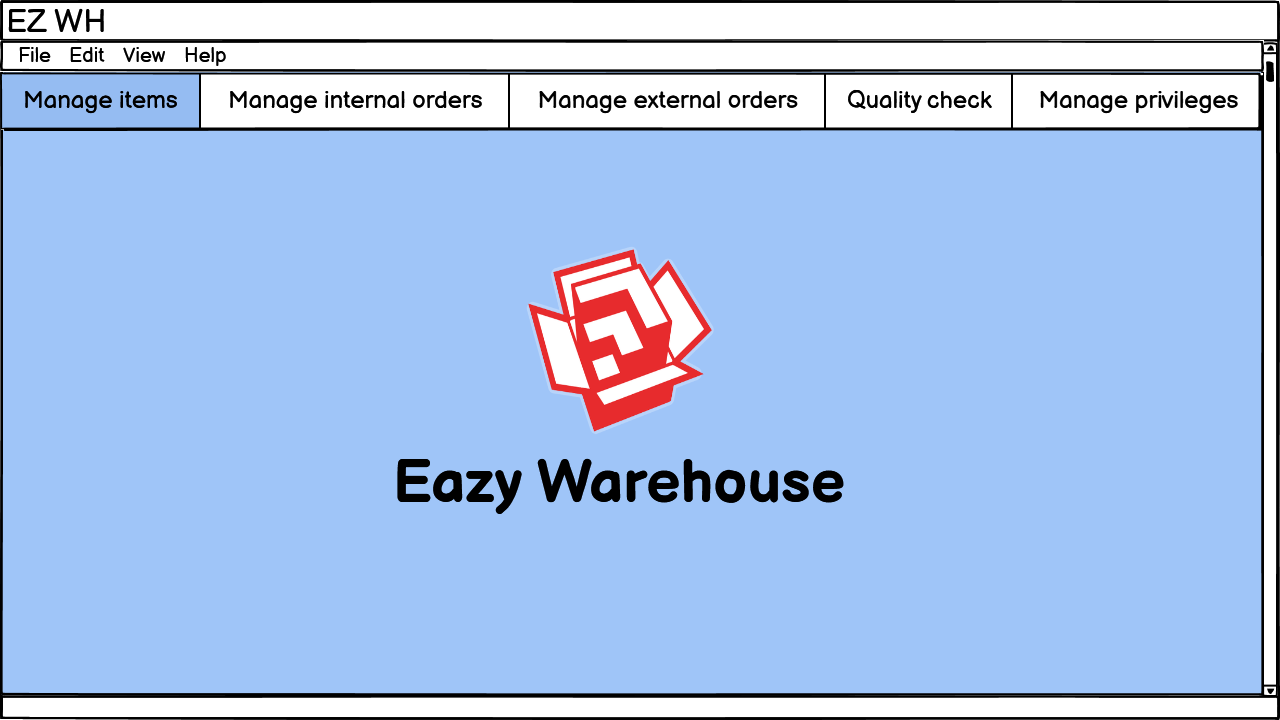 EZ WH
File Edit View Help
Manage items Manage internal orders Manage external orders Quality check Manage privileges
Eazy Warehouse